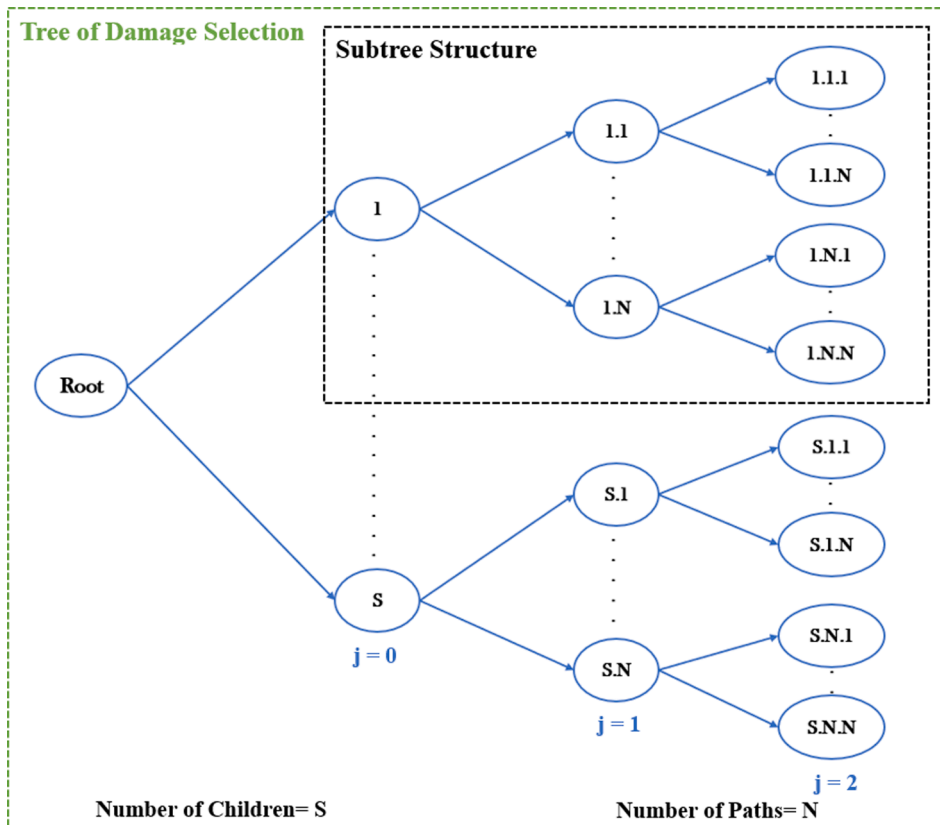 Tree of Damage Selection
Subtree Structure
1.1.1
1.1
1.1.N
1
1.N.1
1.N
1.N.N
Root
S.1.1
S.1
S.1.N
S
j = 0
S.N.1
S.N
j = 1
S.N.N
j = 2
Number of Children= S
Number of Paths= N